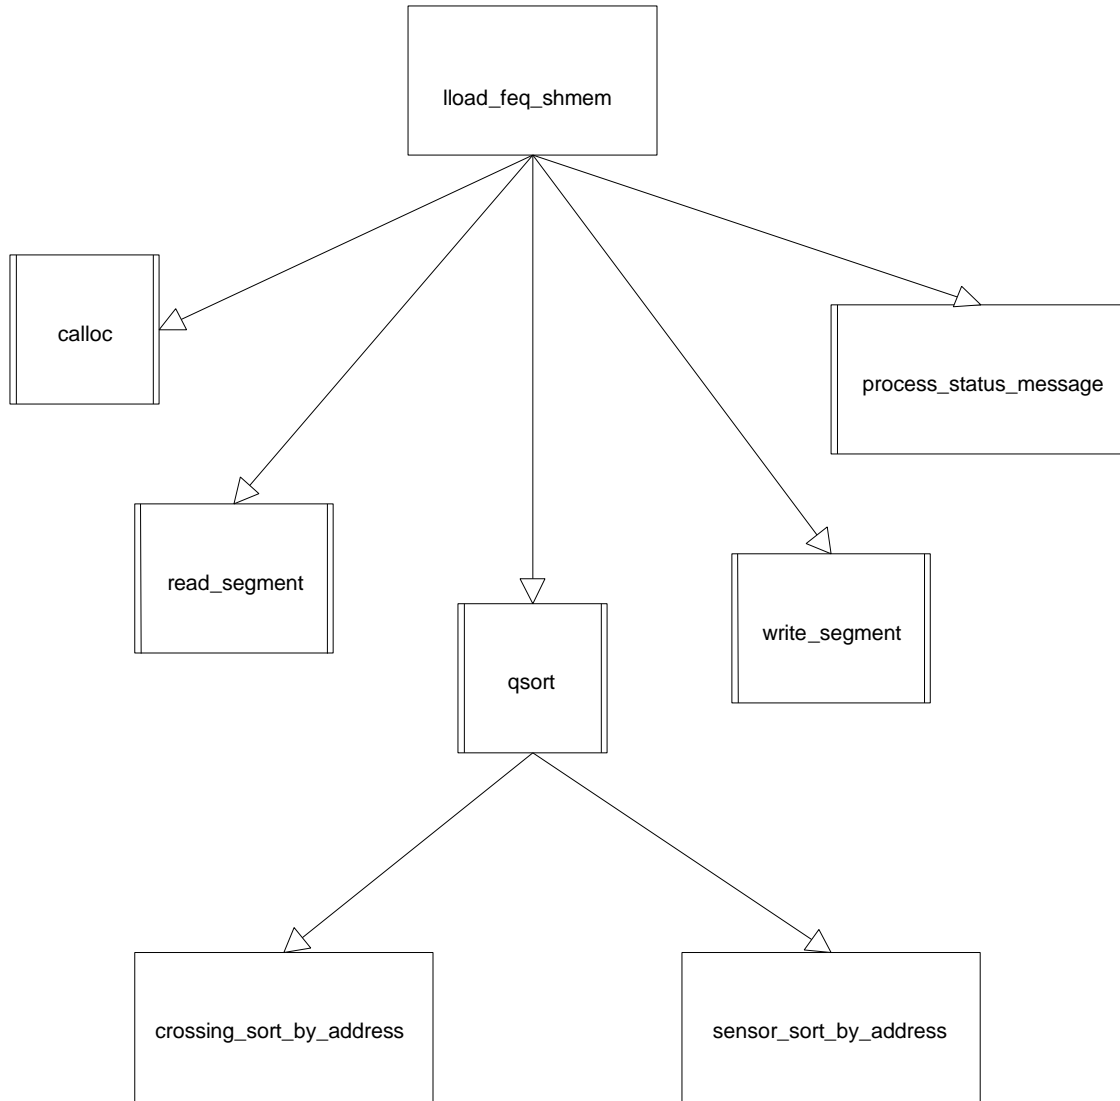 lload_feq_shmem
calloc
process_status_message
read_segment
write_segment
qsort
crossing_sort_by_address
sensor_sort_by_address